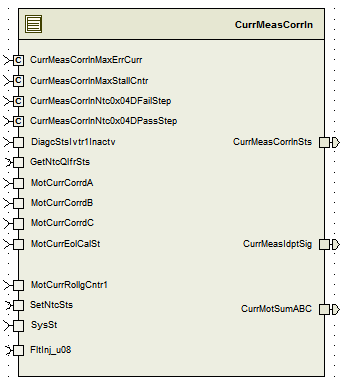 CurrMeasCorrln
C CurrMeasCorrlnMaxErrCurr
C CurrMeasCorrlnMaxStallCntr
C CurrMeasCorrlnNtc0x04DFailStep
C CurrMeasCorrlnNtc0x04DPassStep
DiagcStsIvtr1Inactv CurrMeasCorrlnSts
GetNtcQlfrSts
MotCurrCorrdA
MotCurrCorrdB
MotCurrCorrdC
MotCurrEolCalSt CurrMeasIdptSig
MotCurrRollgCntr1
SetNtcSts CurrMotSumABC
SysSt
FltInj_u08